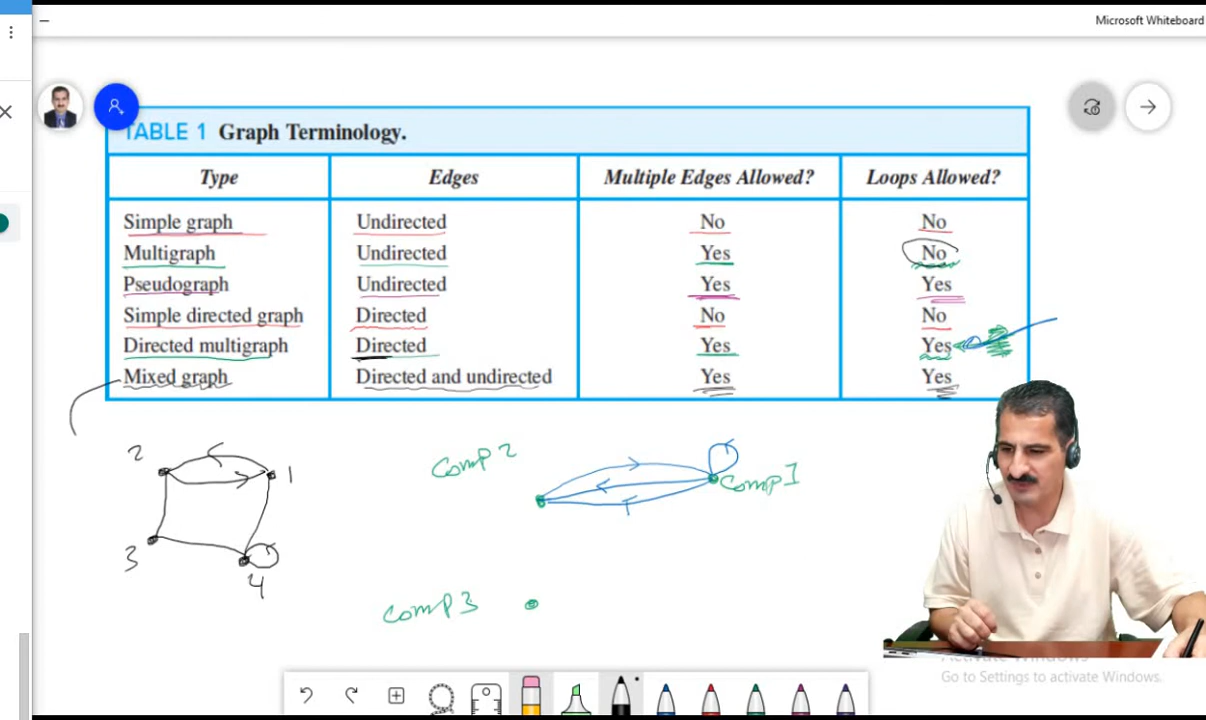 Microsoft Whiteboard
TABLE 1 Graph Terminology.
Type Edges Multiple Edges Allowed? Loops Allowed?
Simple graph Undirected No No
Multigraph Undirected Yes No
Pseudograph Undirected Yes Yes
Simple directed graph Directed No No
Directed multigraph Directed Yes Yes
Mixed graph Directed and undirected Yes Yes
2
1
3
4
Comp 2
Comp 1
Comp 3
Activate Windows
Go to Settings to activate Windows.